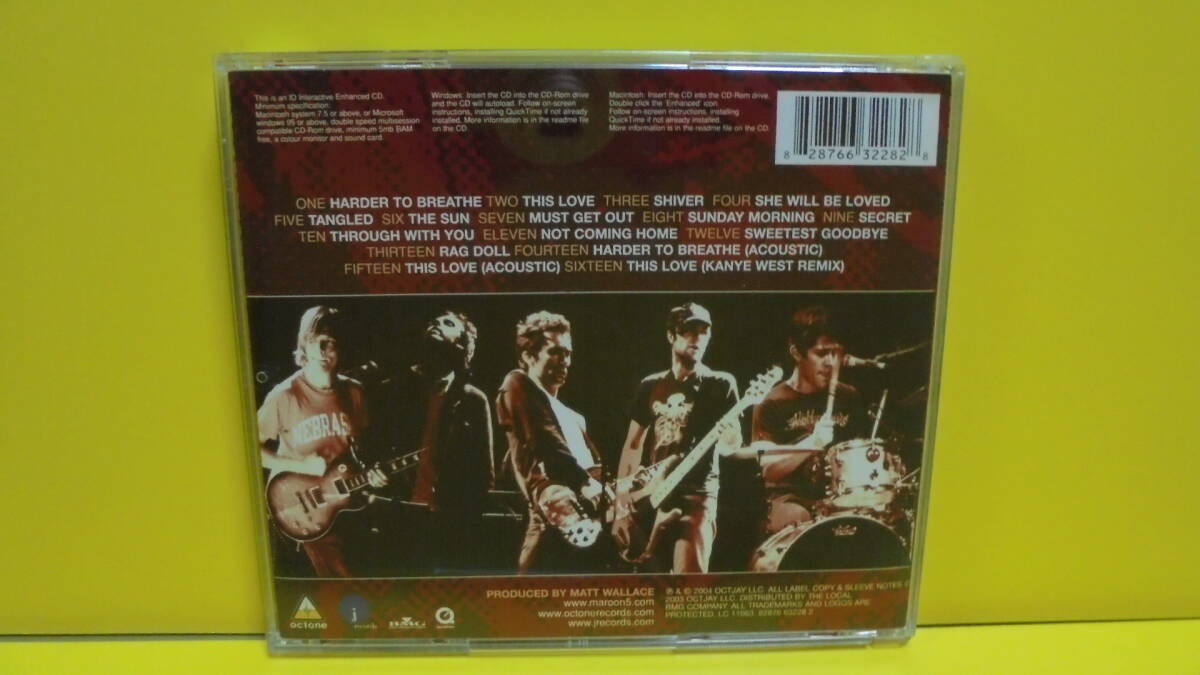 This is an IO Interactive Enhanced CD.
Minimum specification:
Macintosh system 7.5 or above, or Microsoft
windows 95 or above, double speed multisession
compatible CD-Rom drive, minimum 5mb BAM
free, a colour monitor and sound card.
Windows: Insert the CD into the CD-Rom drive
and the CD will autoload. Follow on-screen
instructions, installing QuickTime if not already
installed. More information is in the readme file
on the CD.
Macintosh: Insert the CD into the CD-Rom drive.
Double click the 'Enhanced' icon.
Follow on-screen instructions, installing
QuickTime if not already installed.
More information is in the readme file on the CD.
8 28766 32282 8
ONE HARDER TO BREATHE TWO THIS LOVE THREE SHIVER FOUR SHE WILL BE LOVED
FIVE TANGLED SIX THE SUN SEVEN MUST GET OUT EIGHT SUNDAY MORNING NINE SECRET
TEN THROUGH WITH YOU ELEVEN NOT COMING HOME TWELVE SWEETEST GOODBYE
THIRTEEN RAG DOLL FOURTEEN HARDER TO BREATHE (ACOUSTIC)
FIFTEEN THIS LOVE (ACOUSTIC) SIXTEEN THIS LOVE (KANYE WEST REMIX)
NEBRAS
PRODUCED BY MATT WALLACE
www.maroon5.com
www.octonerecords.com
www.jrecords.com
℗ & © 2004 OCTJAY LLC. ALL LABEL COPY & SLEEVE NOTES ©
2003 OCTJAY LLC. DISTRIBUTED BY THE LOCAL
BMG COMPANY. ALL TRADEMARKS AND LOGOS ARE
PROTECTED. LC 11663. 82876 63228 2
octone
j
BMG